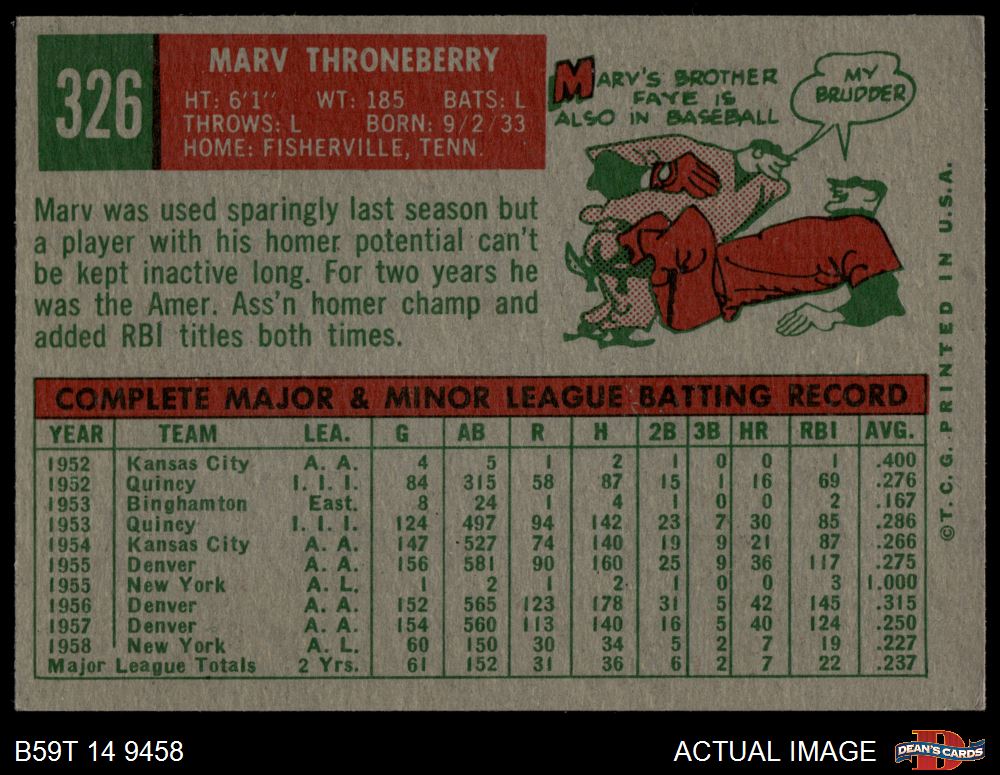 326
MARV THRONEBERRY
HT: 6'1" WT: 185 BATS: L
THROWS: L BORN: 9/2/33
HOME: FISHERVILLE, TENN.
MARV'S BROTHER
FAYE IS
ALSO IN BASEBALL
MY
BRUDDER
Marv was used sparingly last season but
a player with his homer potential can't
be kept inactive long. For two years he
was the Amer. Ass'n homer champ and
added RBI titles both times.
COMPLETE MAJOR & MINOR LEAGUE BATTING RECORD
YEAR TEAM LEA. G AB R H 2B 3B HR RBI AVG.
1952 Kansas City A. A. 4 5 1 2 1 0 0 1 .400
1952 Quincy I. I. I. 84 315 58 87 15 1 16 69 .276
1953 Binghamton East. 8 24 1 4 1 0 0 2 .167
1953 Quincy I. I. I. 124 497 94 142 23 7 30 85 .286
1954 Kansas City A. A. 147 527 74 140 19 9 21 87 .266
1955 Denver A. A. 156 581 90 160 25 9 36 117 .275
1955 New York A. L. 1 2 1 2 1 0 0 3 1.000
1956 Denver A. A. 152 565 123 178 31 5 42 145 .315
1957 Denver A. A. 154 560 113 140 16 5 40 124 .250
1958 New York A. L. 60 150 30 34 5 2 7 19 .227
Major League Totals 2 Yrs. 61 152 31 36 6 2 7 22 .237
©T. C. G. PRINTED IN U.S.A.
B59T 14 9458
ACTUAL IMAGE
D
DEAN'S CARDS